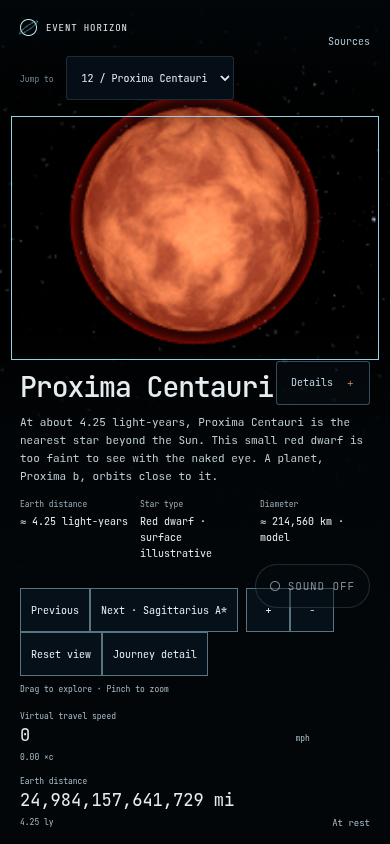 EVENT HORIZON
Sources
Jump to
12 / Proxima Centauri
Proxima Centauri
Details +
At about 4.25 light-years, Proxima Centauri is the
nearest star beyond the Sun. This small red dwarf is
too faint to see with the naked eye. A planet,
Proxima b, orbits close to it.
Earth distance
≈ 4.25 light-years
Star type
Red dwarf ·
surface
illustrative
Diameter
≈ 214,560 km ·
model
SOUND OFF
Previous
Next · Sagittarius A*
+
-
Reset view
Journey detail
Drag to explore · Pinch to zoom
Virtual travel speed
0
mph
0.00 ×c
Earth distance
24,984,157,641,729 mi
4.25 ly
At rest